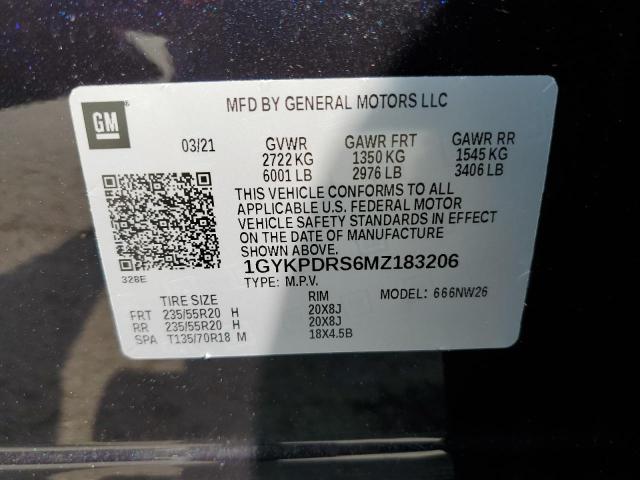 MFD BY GENERAL MOTORS LLC
GM
03/21 GVWR GAWR FRT GAWR RR
2722 KG 1350 KG 1545 KG
6001 LB 2976 LB 3406 LB
THIS VEHICLE CONFORMS TO ALL
APPLICABLE U.S. FEDERAL MOTOR
VEHICLE SAFETY STANDARDS IN EFFECT
ON THE DATE OF MANUFACTURE
SHOWN ABOVE.
1GYKPDRS6MZ183206
328E
TYPE: M.P.V.
TIRE SIZE RIM MODEL: 666NW26
FRT 235/55R20 H 20X8J
RR 235/55R20 H 20X8J
SPA T135/70R18 M 18X4.5B